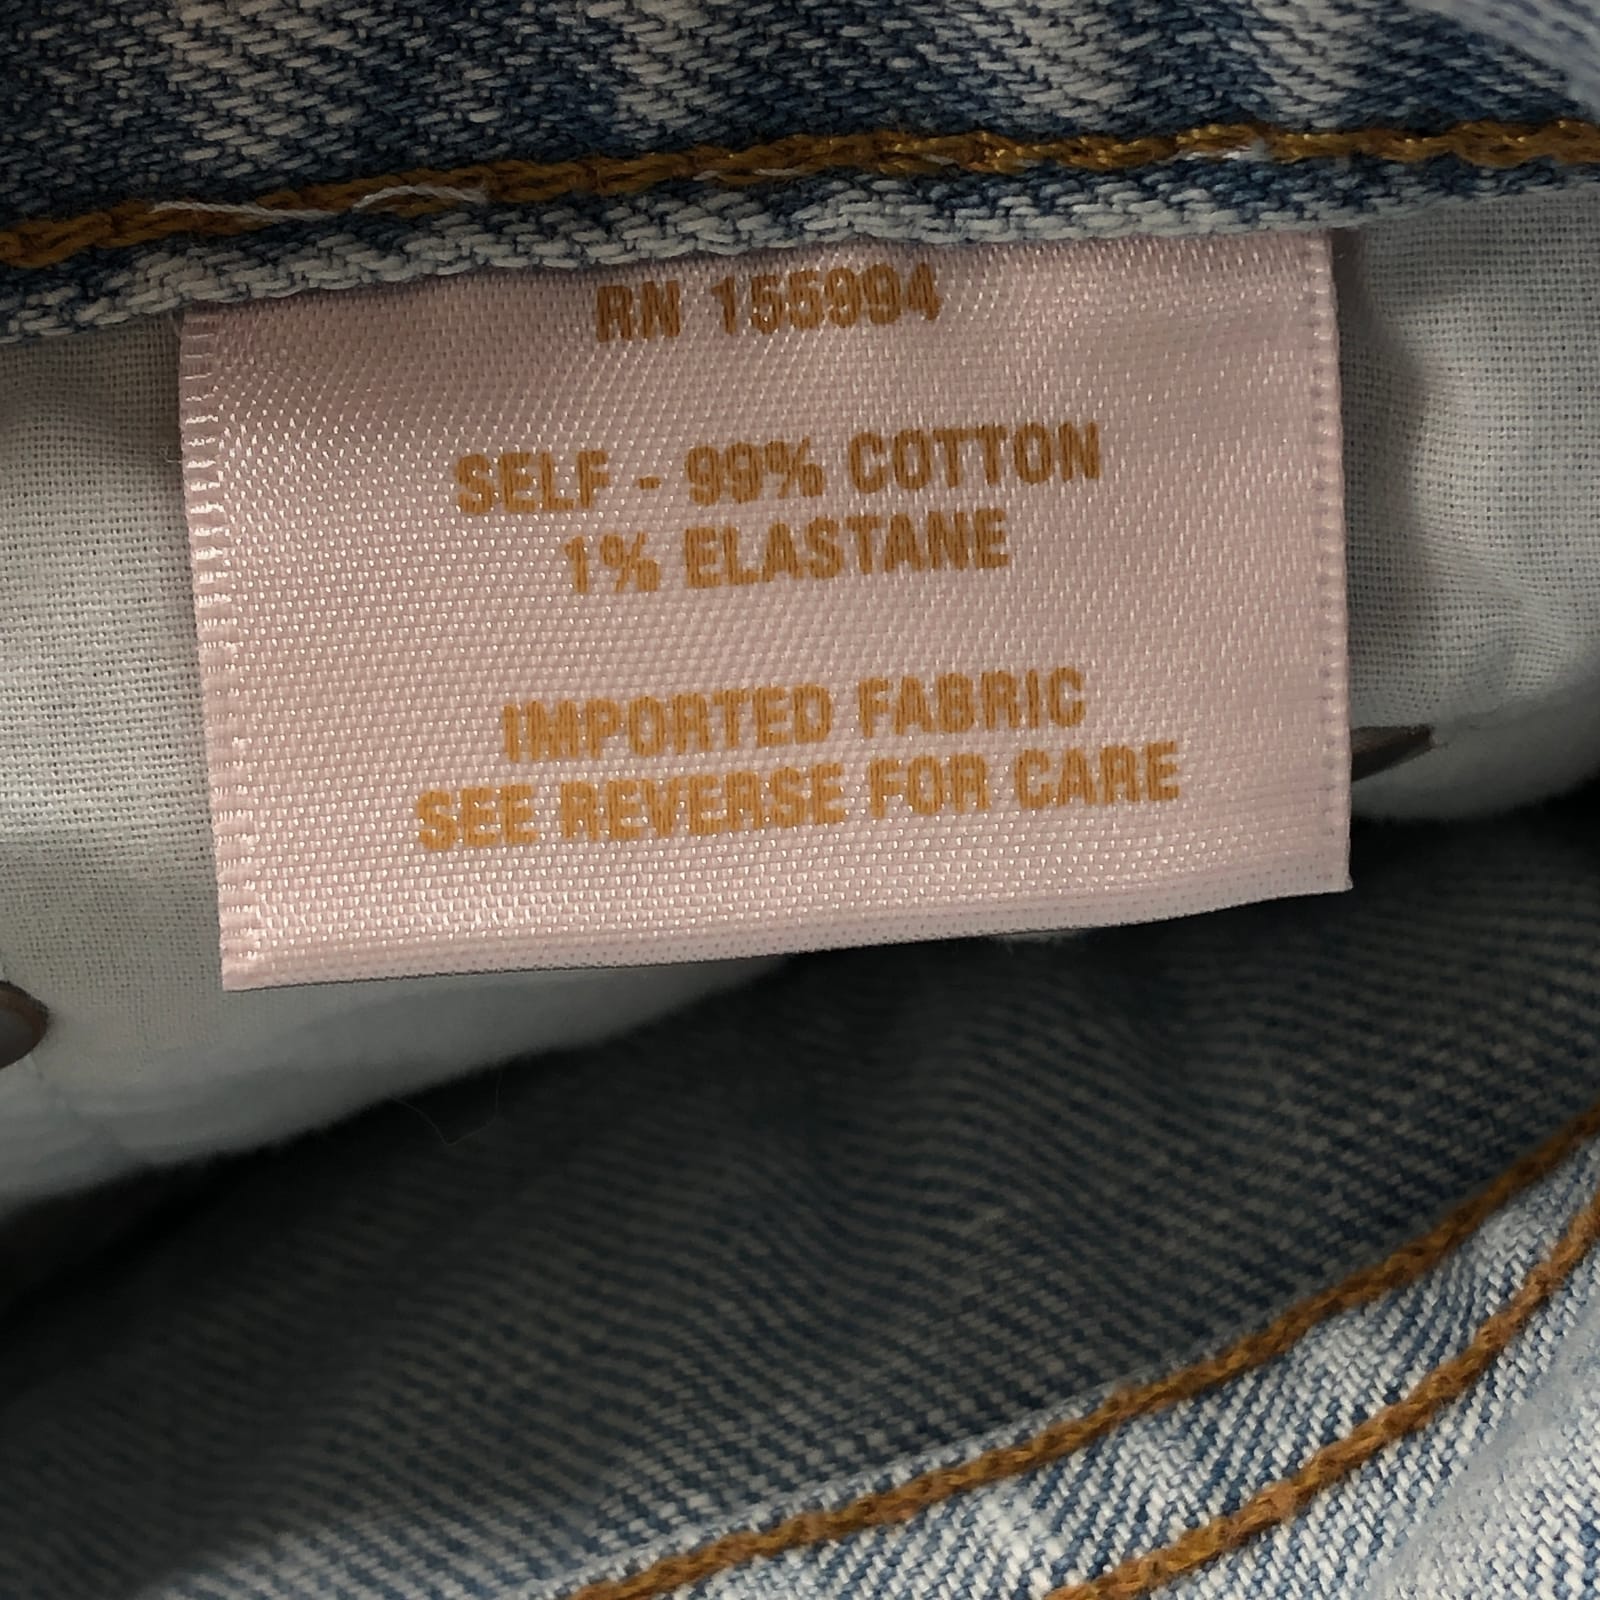 RN 155994
SELF - 99% COTTON
1% ELASTANE
IMPORTED FABRIC
SEE REVERSE FOR CARE